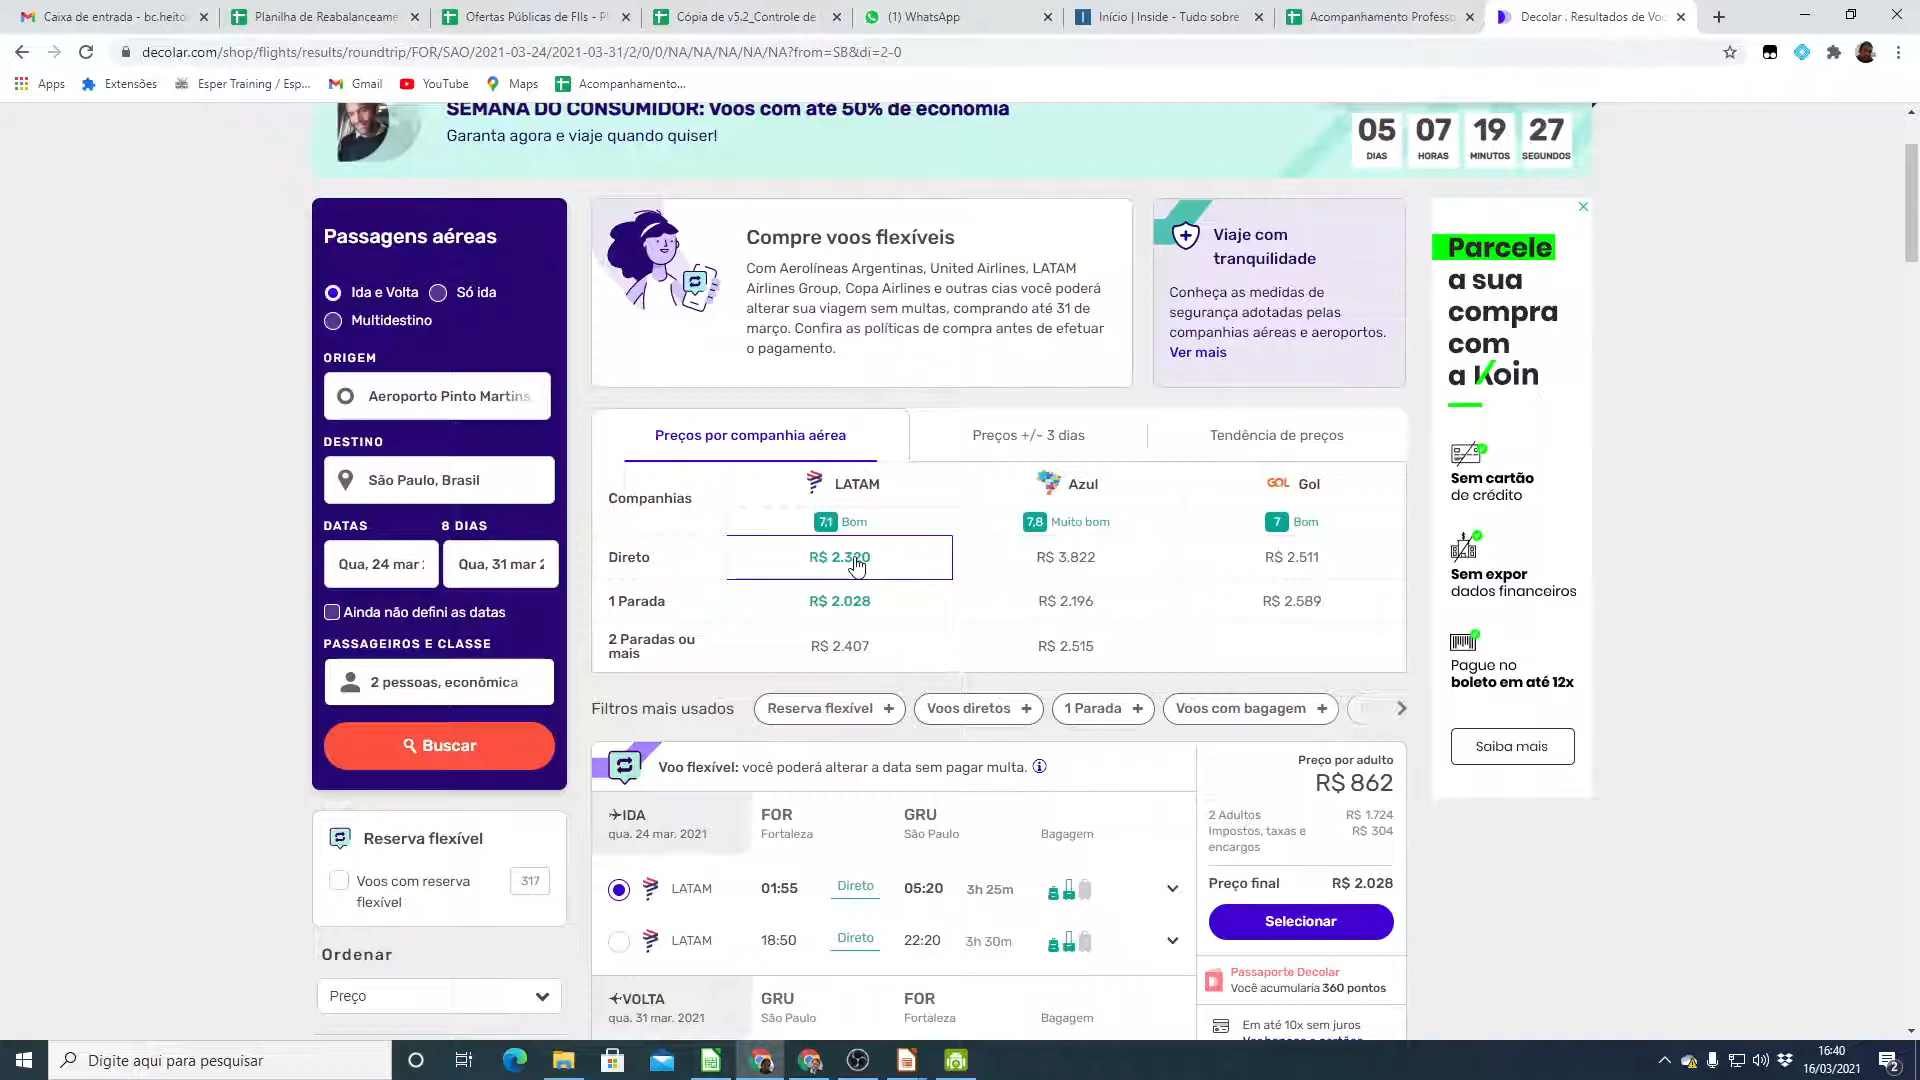 Caixa de entrada - bc.heito
Planilha de Reabalanceame
Ofertas Públicas de FIIs - Pl
Cópia de v5.2_Controle de
(1) WhatsApp
Início | Inside - Tudo sobre
Acompanhamento Professo
Decolar . Resultados de Voo
decolar.com/shop/flights/results/roundtrip/FOR/SAO/2021-03-24/2021-03-31/2/0/0/NA/NA/NA/NA/NA?from=SB&di=2-0
Apps
Extensões
Esper Training / Esp...
Gmail
YouTube
Maps
Acompanhamento...
SEMANA DO CONSUMIDOR: Voos com até 50% de economia
Garanta agora e viaje quando quiser!
05 07 19 27
DIAS HORAS MINUTOS SEGUNDOS
Passagens aéreas
Ida e Volta Só ida
Multidestino
ORIGEM
Aeroporto Pinto Martins,
DESTINO
São Paulo, Brasil
DATAS 8 DIAS
Qua, 24 mar Qua, 31 mar 2
Ainda não defini as datas
PASSAGEIROS E CLASSE
2 pessoas, econômica
Buscar
Reserva flexível
Voos com reserva 317
flexível
Ordenar
Preço
Compre voos flexíveis
Com Aerolíneas Argentinas, United Airlines, LATAM
Airlines Group, Copa Airlines e outras cias você poderá
alterar sua viagem sem multas, comprando até 31 de
março. Confira as políticas de compra antes de efetuar
o pagamento.
Viaje com
tranquilidade
Conheça as medidas de
segurança adotadas pelas
companhias aéreas e aeroportos.
Ver mais
Preços por companhia aérea
Preços +/- 3 dias
Tendência de preços
Companhias LATAM Azul GOL Gol
7,1 Bom 7,8 Muito bom 7 Bom
Direto R$ R$ 3.822 R$ 2.511
1 Parada R$ 2.028 R$ 2.196 R$ 2.589
2 Paradas ou
mais R$ 2.407 R$ 2.515
Filtros mais usados Reserva flexível + Voos diretos + 1 Parada + Voos com bagagem +
Voo flexível: você poderá alterar a data sem pagar multa.
IDA FOR GRU
qua. 24 mar. 2021 Fortaleza São Paulo Bagagem
LATAM 01:55 Direto 05:20 3h 25m
LATAM 18:50 Direto 22:20 3h 30m
VOLTA GRU FOR
qua. 31 mar. 2021 São Paulo Fortaleza Bagagem
Preço por adulto
R$ 862
2 Adultos R$ 1.724
Impostos, taxas e R$ 304
encargos
Preço final R$ 2.028
Selecionar
Passaporte Decolar
Você acumularia 360 pontos
Em até 10x sem juros
Parcele
a sua
compra
com
a Koin
Sem cartão
de crédito
Sem expor
dados financeiros
Pague no
boleto em até 12x
Saiba mais
Digite aqui para pesquisar
16:40
16/03/2021
2